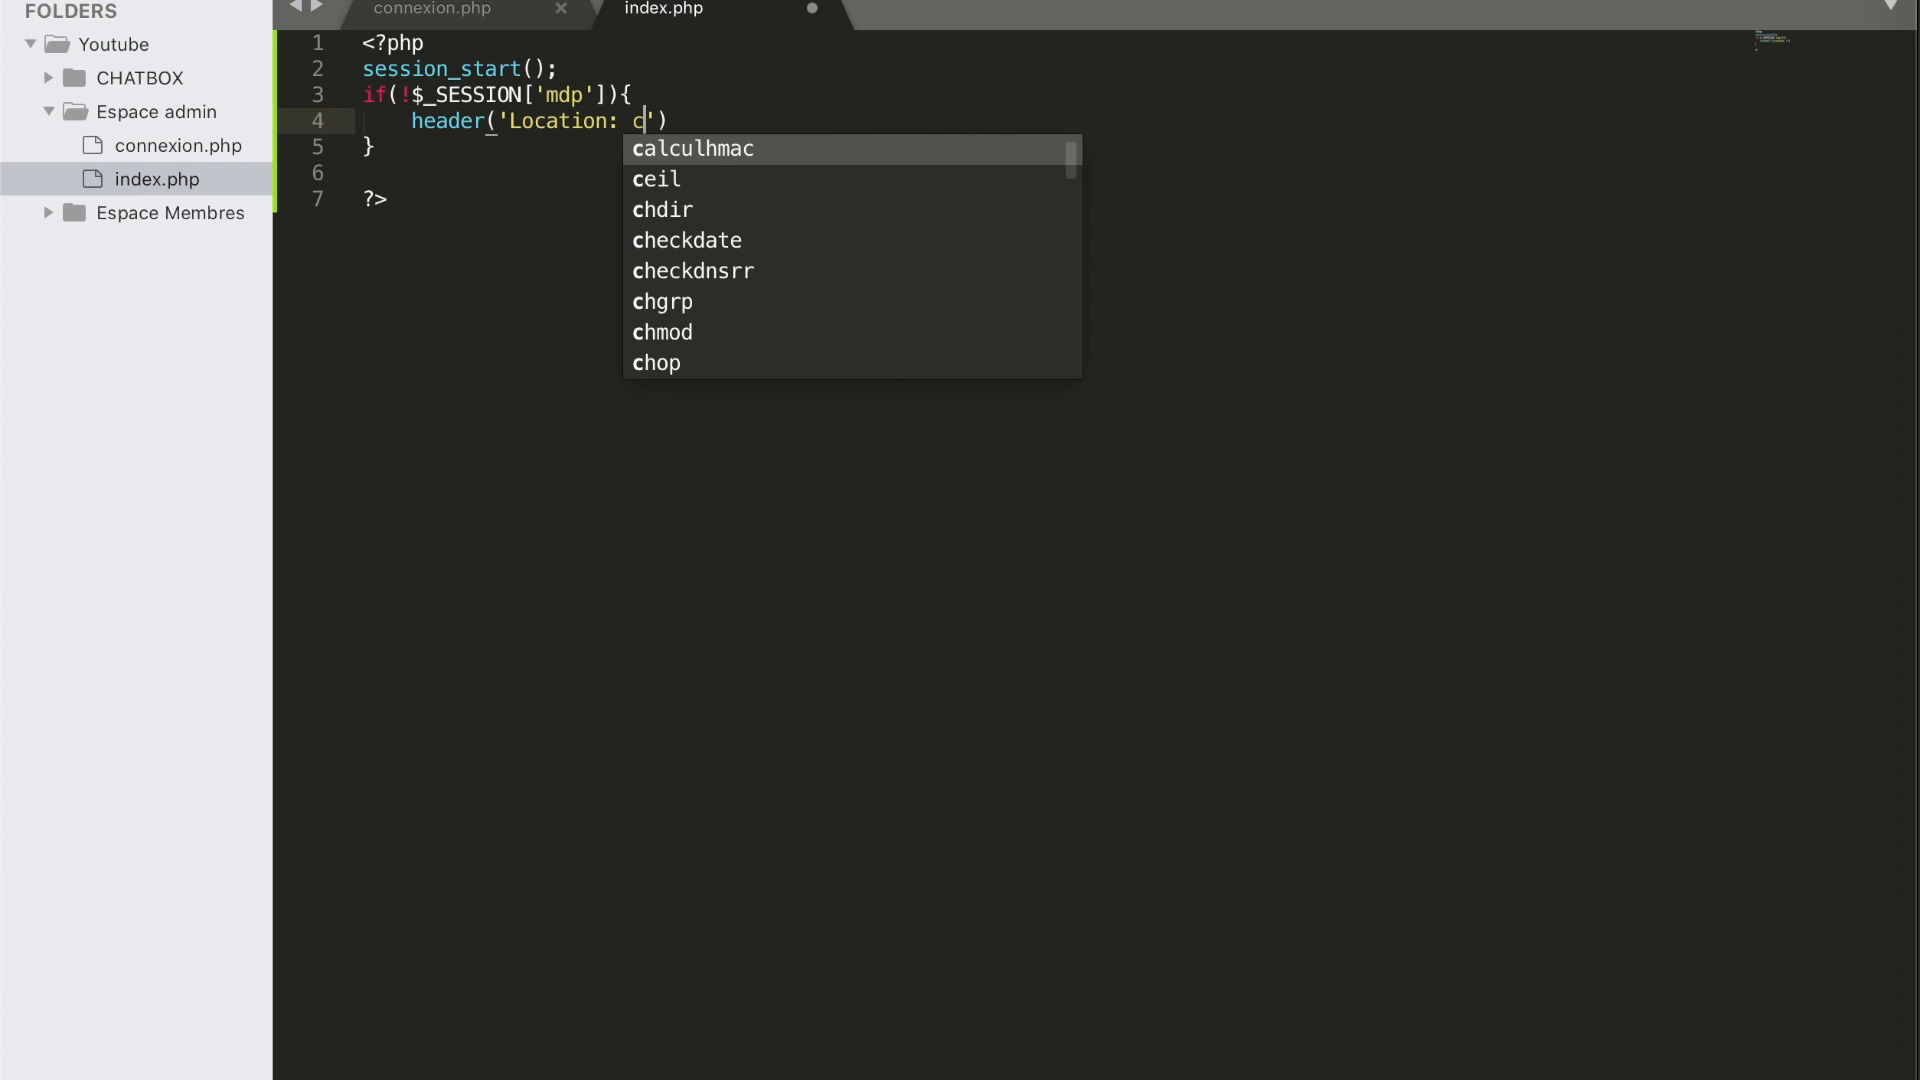 FOLDERS
Youtube
CHATBOX
Espace admin
connexion.php
index.php
Espace Membres
connexion.php
index.php
1 <?php
2 session_start();
3 if(!$_SESSION['mdp']){
4 header('Location: c')
5 }
6
7 ?>
calculhmac
ceil
chdir
checkdate
checkdnsrr
chgrp
chmod
chop